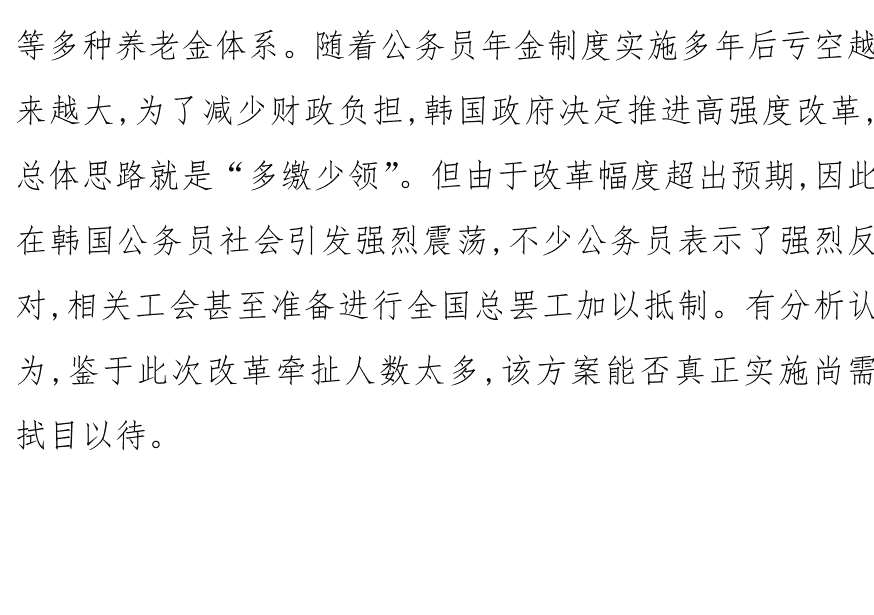 等多种养老金体系。随着公务员年金制度实施多年后亏空越
来越大,为了减少财政负担,韩国政府决定推进高强度改革,
总体思路就是“多缴少领”。但由于改革幅度超出预期,因此
在韩国公务员社会引发强烈震荡,不少公务员表示了强烈反
对,相关工会甚至准备进行全国总罢工加以抵制。有分析认
为,鉴于此次改革牵扯人数太多,该方案能否真正实施尚需
拭目以待。